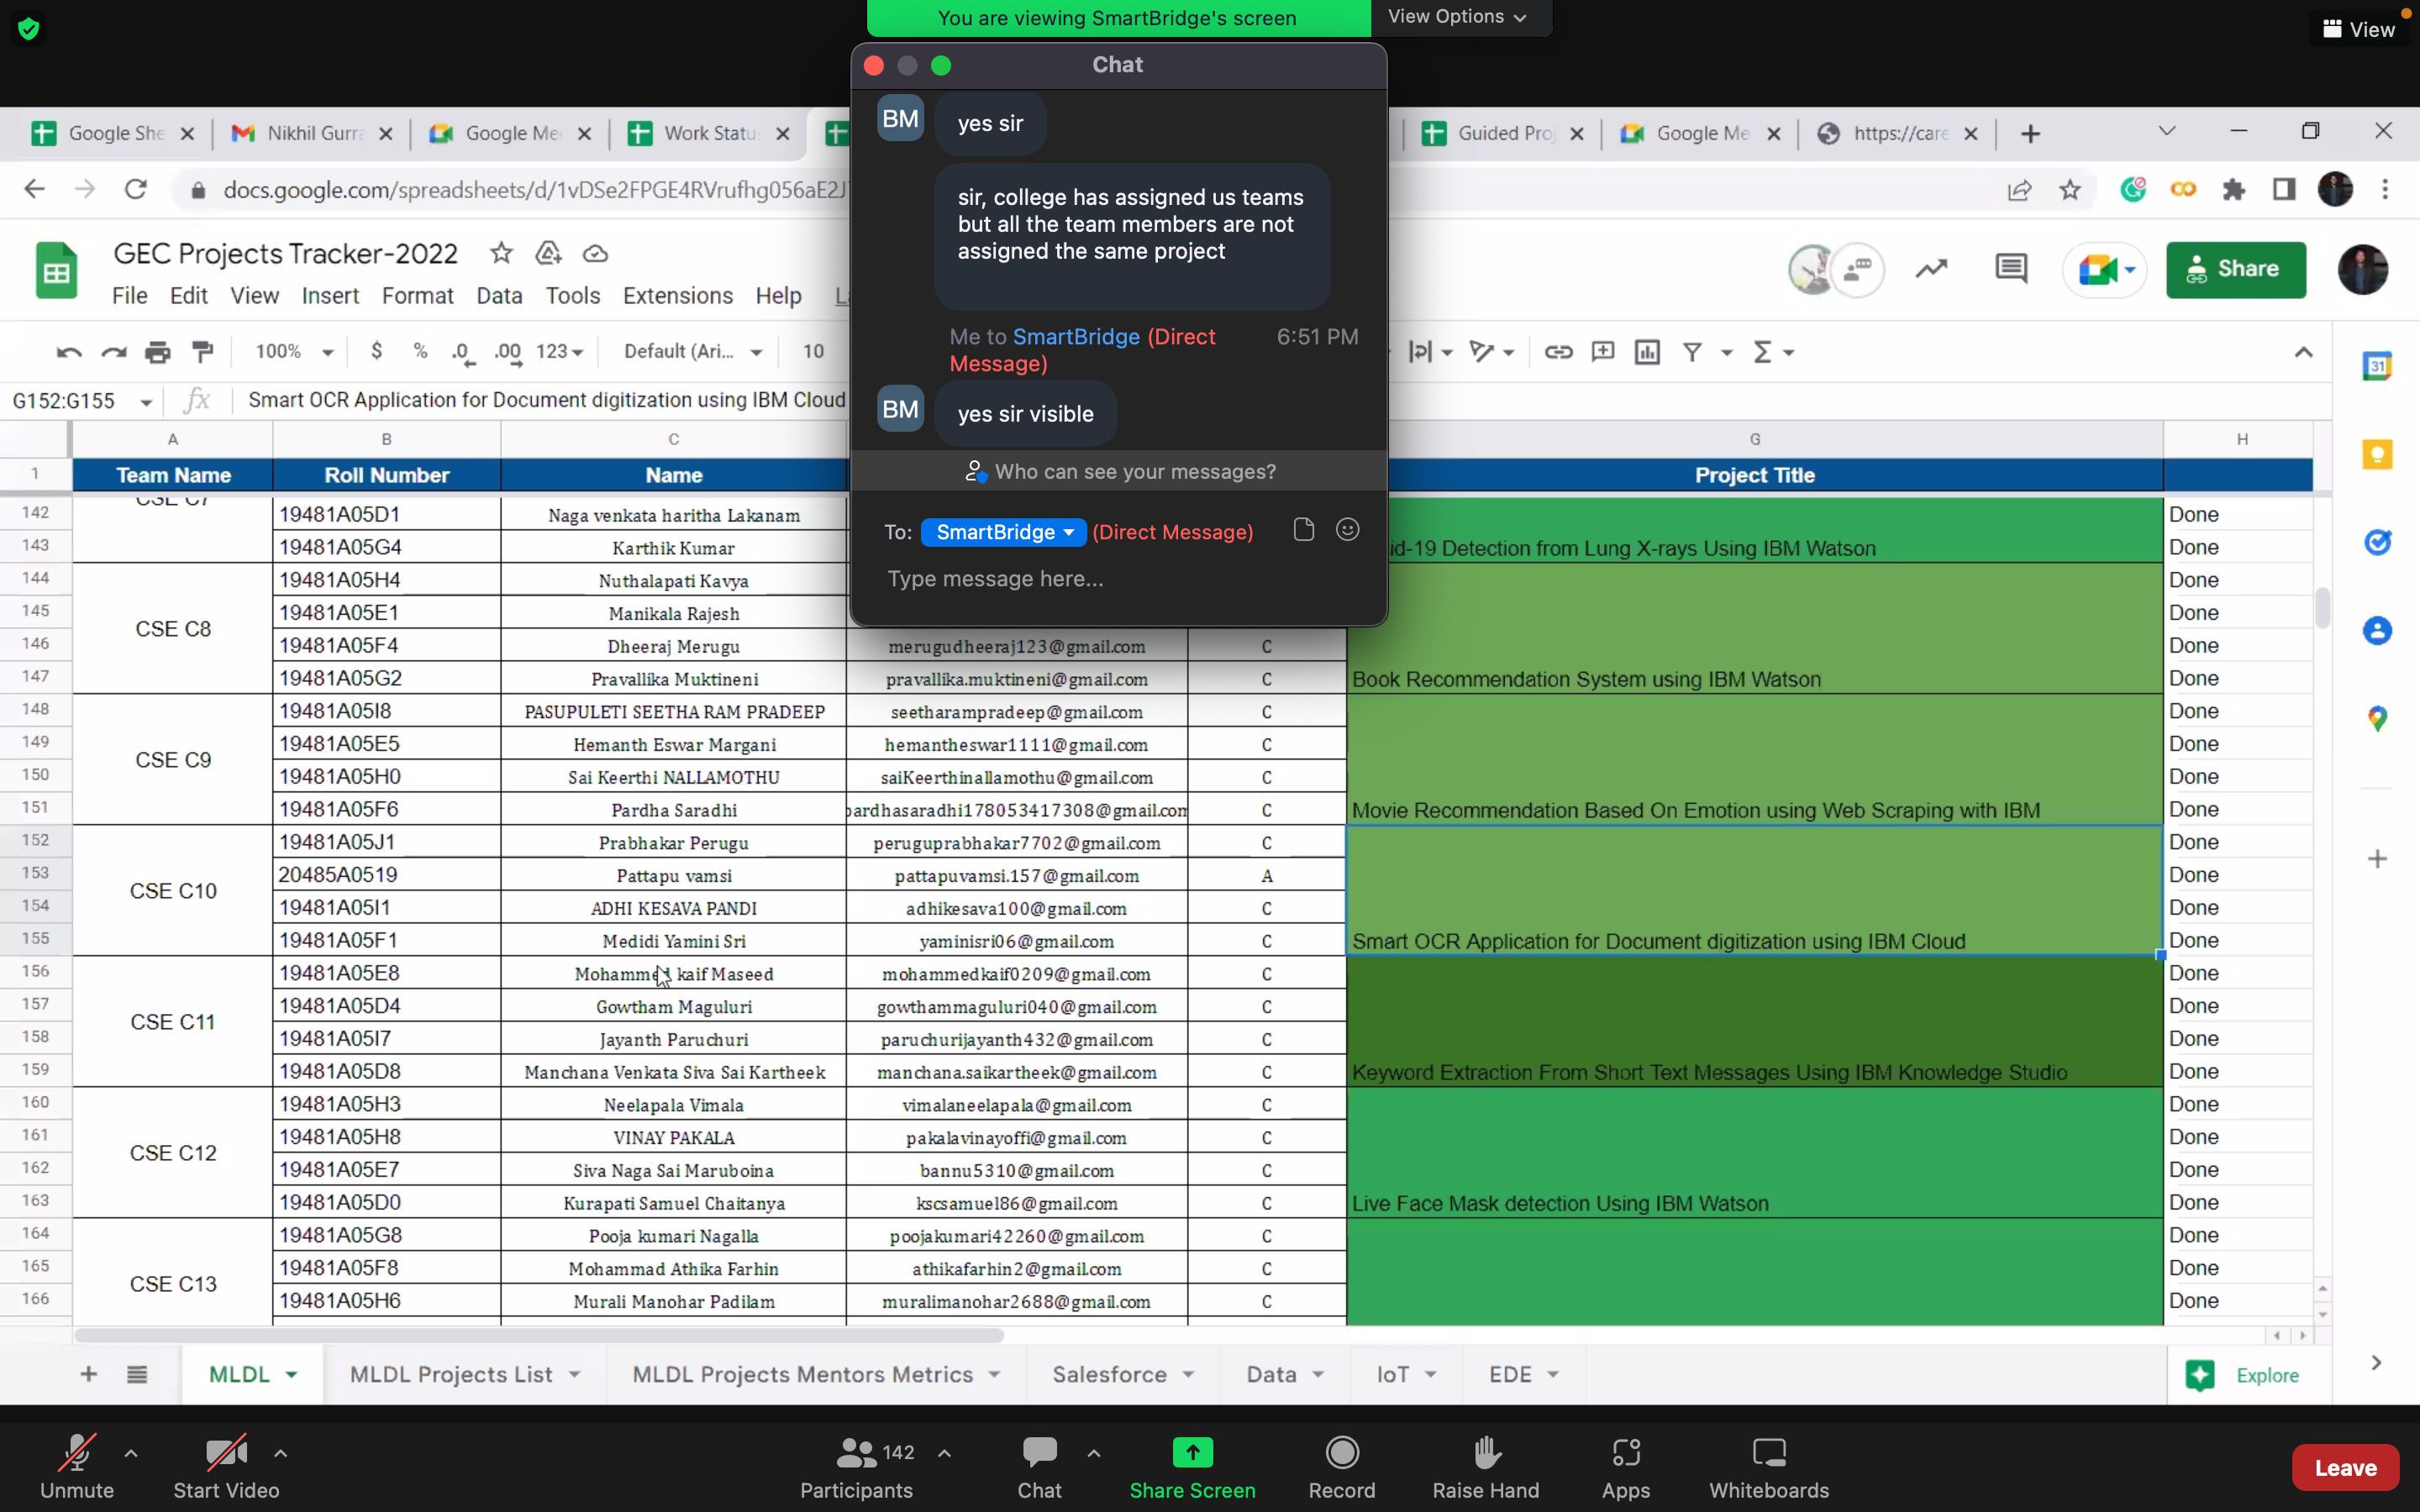 You are viewing SmartBridge's screen
View Options
View
Chat
BM
yes sir
sir, college has assigned us teams
but all the team members are not
assigned the same project
Me to SmartBridge (Direct
Message)
6:51 PM
BM
yes sir visible
Who can see your messages?
To: SmartBridge (Direct Message)
Type message here...
Google She
Nikhil Gurra
Google Me
Work Statu
Guided Proj
Google Me
https://care
docs.google.com/spreadsheets/d/1vDSe2FPGE4RVrufhg056aE2J
GEC Projects Tracker-2022
Share
File Edit View Insert Format Data Tools Extensions Help
100% $ % .0 .00 123 Default (Ari... 10
G152:G155 fx Smart OCR Application for Document digitization using IBM Cloud
A B C G H
1 Team Name Roll Number Name Project Title
CSE C7
142 19481A05D1 Naga venkata haritha Lakanam Done
143 19481A05G4 Karthik Kumar id-19 Detection from Lung X-rays Using IBM Watson Done
144 19481A05H4 Nuthalapati Kavya Done
145 19481A05E1 Manikala Rajesh Done
CSE C8
146 19481A05F4 Dheeraj Merugu merugudheeraj123@gmail.com C Done
147 19481A05G2 Pravallika Muktineni pravallika.muktineni@gmail.com C Book Recommendation System using IBM Watson Done
148 19481A05I8 PASUPULETI SEETHA RAM PRADEEP seetharampradeep@gmail.com C Done
149 19481A05E5 Hemanth Eswar Margani hemantheswar1111@gmail.com C Done
CSE C9
150 19481A05H0 Sai Keerthi NALLAMOTHU saiKeerthinallamothu@gmail.com C Done
151 19481A05F6 Pardha Saradhi pardhasaradhi178053417308@gmail.com C Movie Recommendation Based On Emotion using Web Scraping with IBM Done
152 19481A05J1 Prabhakar Perugu peruguprabhakar7702@gmail.com C Done
153 20485A0519 Pattapu vamsi pattapuvamsi.157@gmail.com A Done
CSE C10
154 19481A05I1 ADHI KESAVA PANDI adhikesava100@gmail.com C Done
155 19481A05F1 Medidi Yamini Sri yaminisri06@gmail.com C Smart OCR Application for Document digitization using IBM Cloud Done
156 19481A05E8 Mohammed kaif Maseed mohammedkaif0209@gmail.com C Done
157 19481A05D4 Gowtham Maguluri gowthammaguluri040@gmail.com C Done
CSE C11
158 19481A05I7 Jayanth Paruchuri paruchurijayanth432@gmail.com C Done
159 19481A05D8 Manchana Venkata Siva Sai Kartheek manchana.saikartheek@gmail.com C Keyword Extraction From Short Text Messages Using IBM Knowledge Studio Done
160 19481A05H3 Neelapala Vimala vimalaneelapala@gmail.com C Done
161 19481A05H8 VINAY PAKALA pakalavinayoffi@gmail.com C Done
CSE C12
162 19481A05E7 Siva Naga Sai Maruboina bannu5310@gmail.com C Done
163 19481A05D0 Kurapati Samuel Chaitanya kscsamuel86@gmail.com C Live Face Mask detection Using IBM Watson Done
164 19481A05G8 Pooja kumari Nagalla poojakumari42260@gmail.com C Done
165 19481A05F8 Mohammad Athika Farhin athikafarhin2@gmail.com C Done
CSE C13
166 19481A05H6 Murali Manohar Padilam muralimanohar2688@gmail.com C Done
MLDL MLDL Projects List MLDL Projects Mentors Metrics Salesforce Data IoT EDE Explore
31
142
Unmute Start Video Participants Chat Share Screen Record Raise Hand Apps Whiteboards Leave